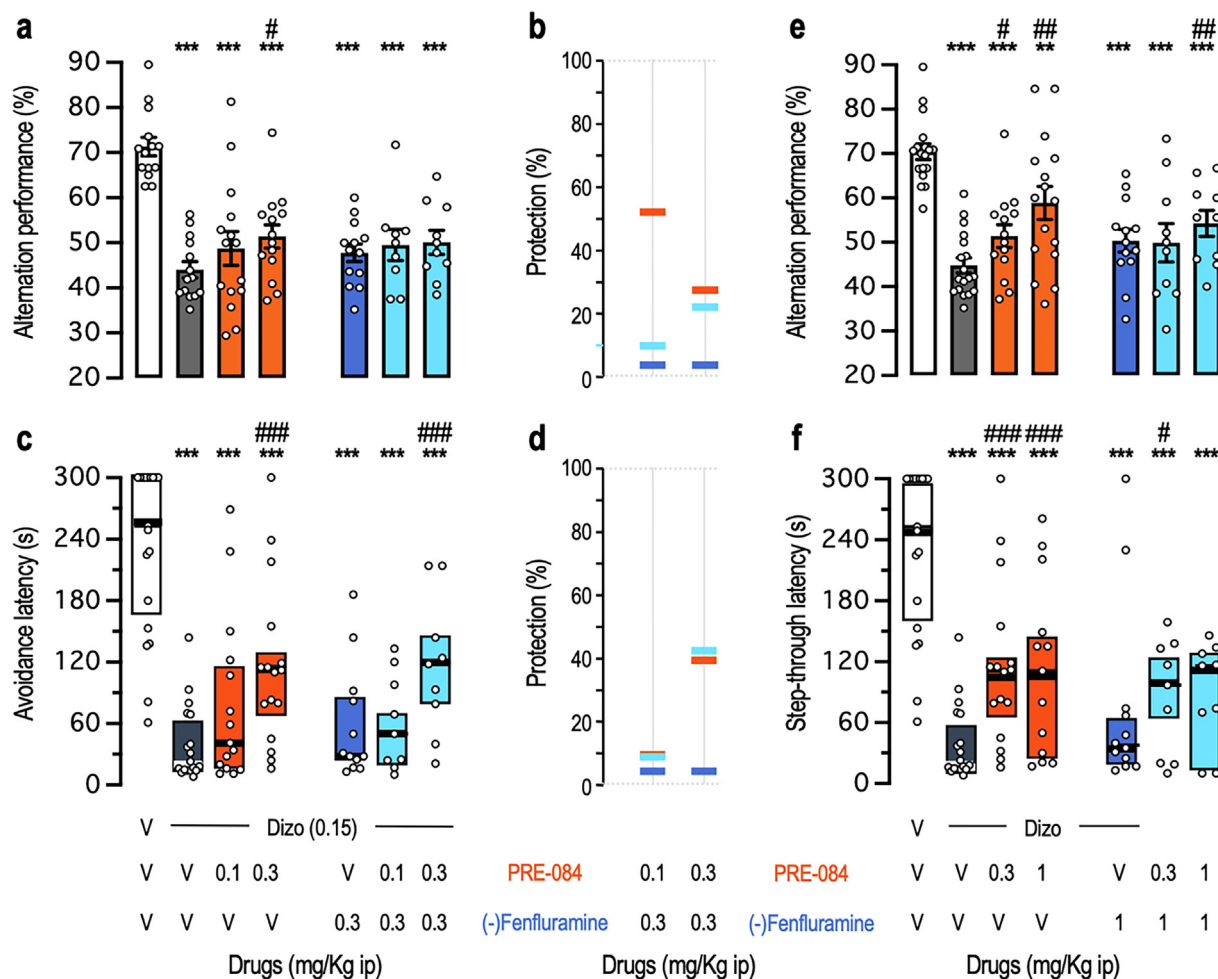 a
#
*** *** ***
*** *** ***
Alternation performance (%)
90
80
70
60
50
40
30
20
b
Protection (%)
100
80
60
40
20
0
e
# ##
*** *** **
##
*** *** ***
Alternation performance (%)
90
80
70
60
50
40
30
20
c
###
*** *** ***
###
*** *** ***
Avoidance latency (s)
300
240
180
120
60
0
d
Protection (%)
100
80
60
40
20
0
f
### ###
*** *** ***
#
*** *** ***
Step-through latency (s)
300
240
180
120
60
0
V Dizo (0.15) V Dizo
V V 0.1 0.3 V 0.1 0.3 PRE-084 0.1 0.3 PRE-084 V V 0.3 1 V 0.3 1
V V V V 0.3 0.3 0.3 (-)Fenfluramine 0.3 0.3 (-)Fenfluramine V V V V 1 1 1
Drugs (mg/Kg ip) Drugs (mg/Kg ip) Drugs (mg/Kg ip)